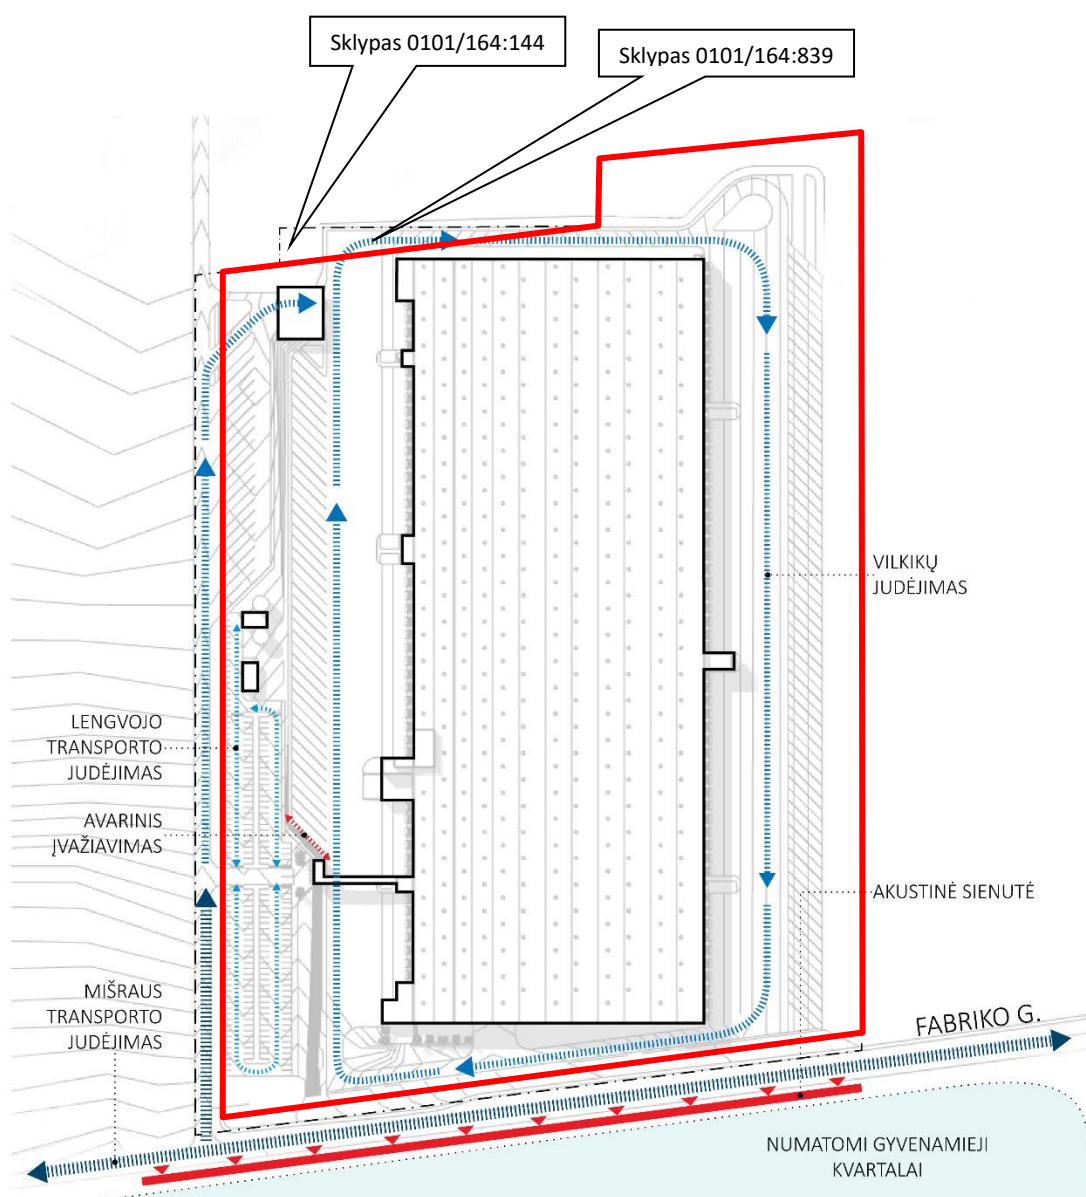 Sklypas 0101/164:144
Sklypas 0101/164:839
VILKIKŲ
JUDĖJIMAS
LENGVOJO
TRANSPORTO
JUDĖJIMAS
AVARINIS
ĮVAŽIAVIMAS
AKUSTINĖ SIENUTĖ
MIŠRAUS
TRANSPORTO
JUDĖJIMAS
FABRIKO G.
NUMATOMI GYVENAMIEJI
KVARTALAI